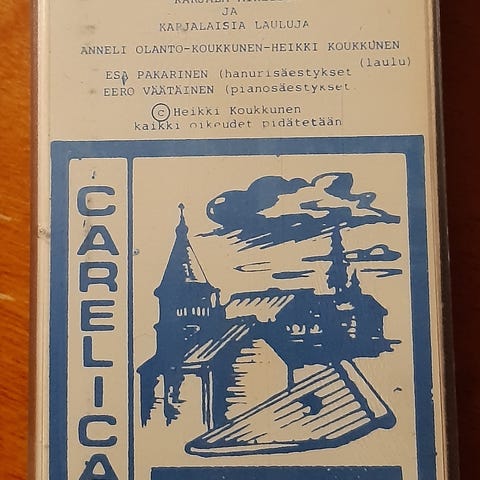 JA
KARJALAISIA LAULUJA
ANNELI OLANTO-KOUKKUNEN-HEIKKI KOUKKUNEN
(laulu)
ESA PAKARINEN (hanurisäestykset
EERO VÄÄTÄINEN (pianosäestykset
© Heikki Koukkunen
kaikki oikeudet pidätetään
CARELICA